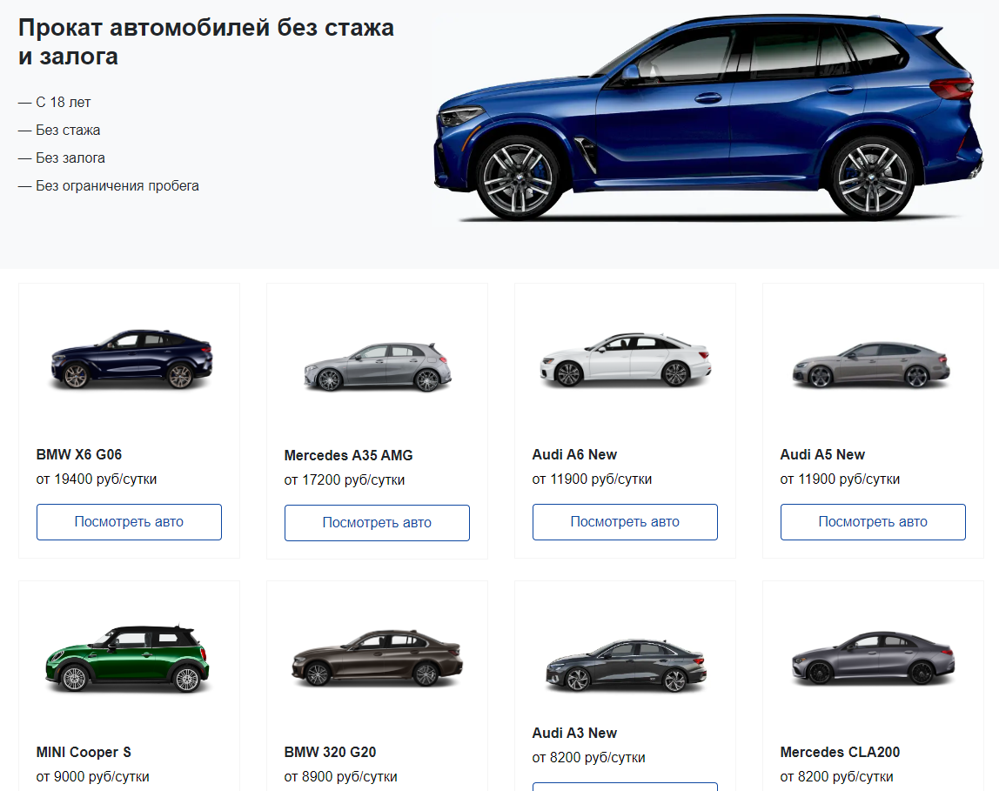 Прокат автомобилей без стажа
и залога
— С 18 лет
— Без стажа
— Без залога
— Без ограничения пробега
BMW X6 G06
от 19400 руб/сутки
Посмотреть авто
Mercedes A35 AMG
от 17200 руб/сутки
Посмотреть авто
Audi A6 New
от 11900 руб/сутки
Посмотреть авто
Audi A5 New
от 11900 руб/сутки
Посмотреть авто
MINI Cooper S
от 9000 руб/сутки
BMW 320 G20
от 8900 руб/сутки
Audi A3 New
от 8200 руб/сутки
Mercedes CLA200
от 8200 руб/сутки